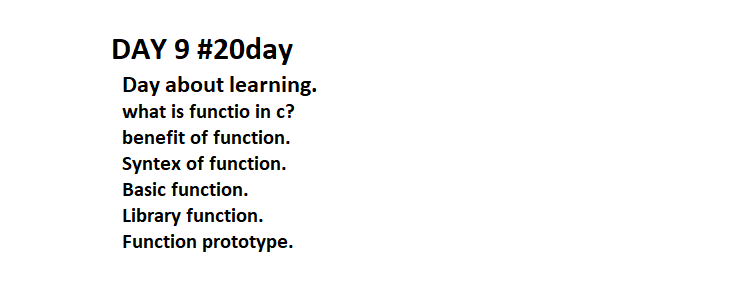 DAY 9 #20day
Day about learning.
what is functio in c?
benefit of function.
Syntex of function.
Basic function.
Library function.
Function prototype.